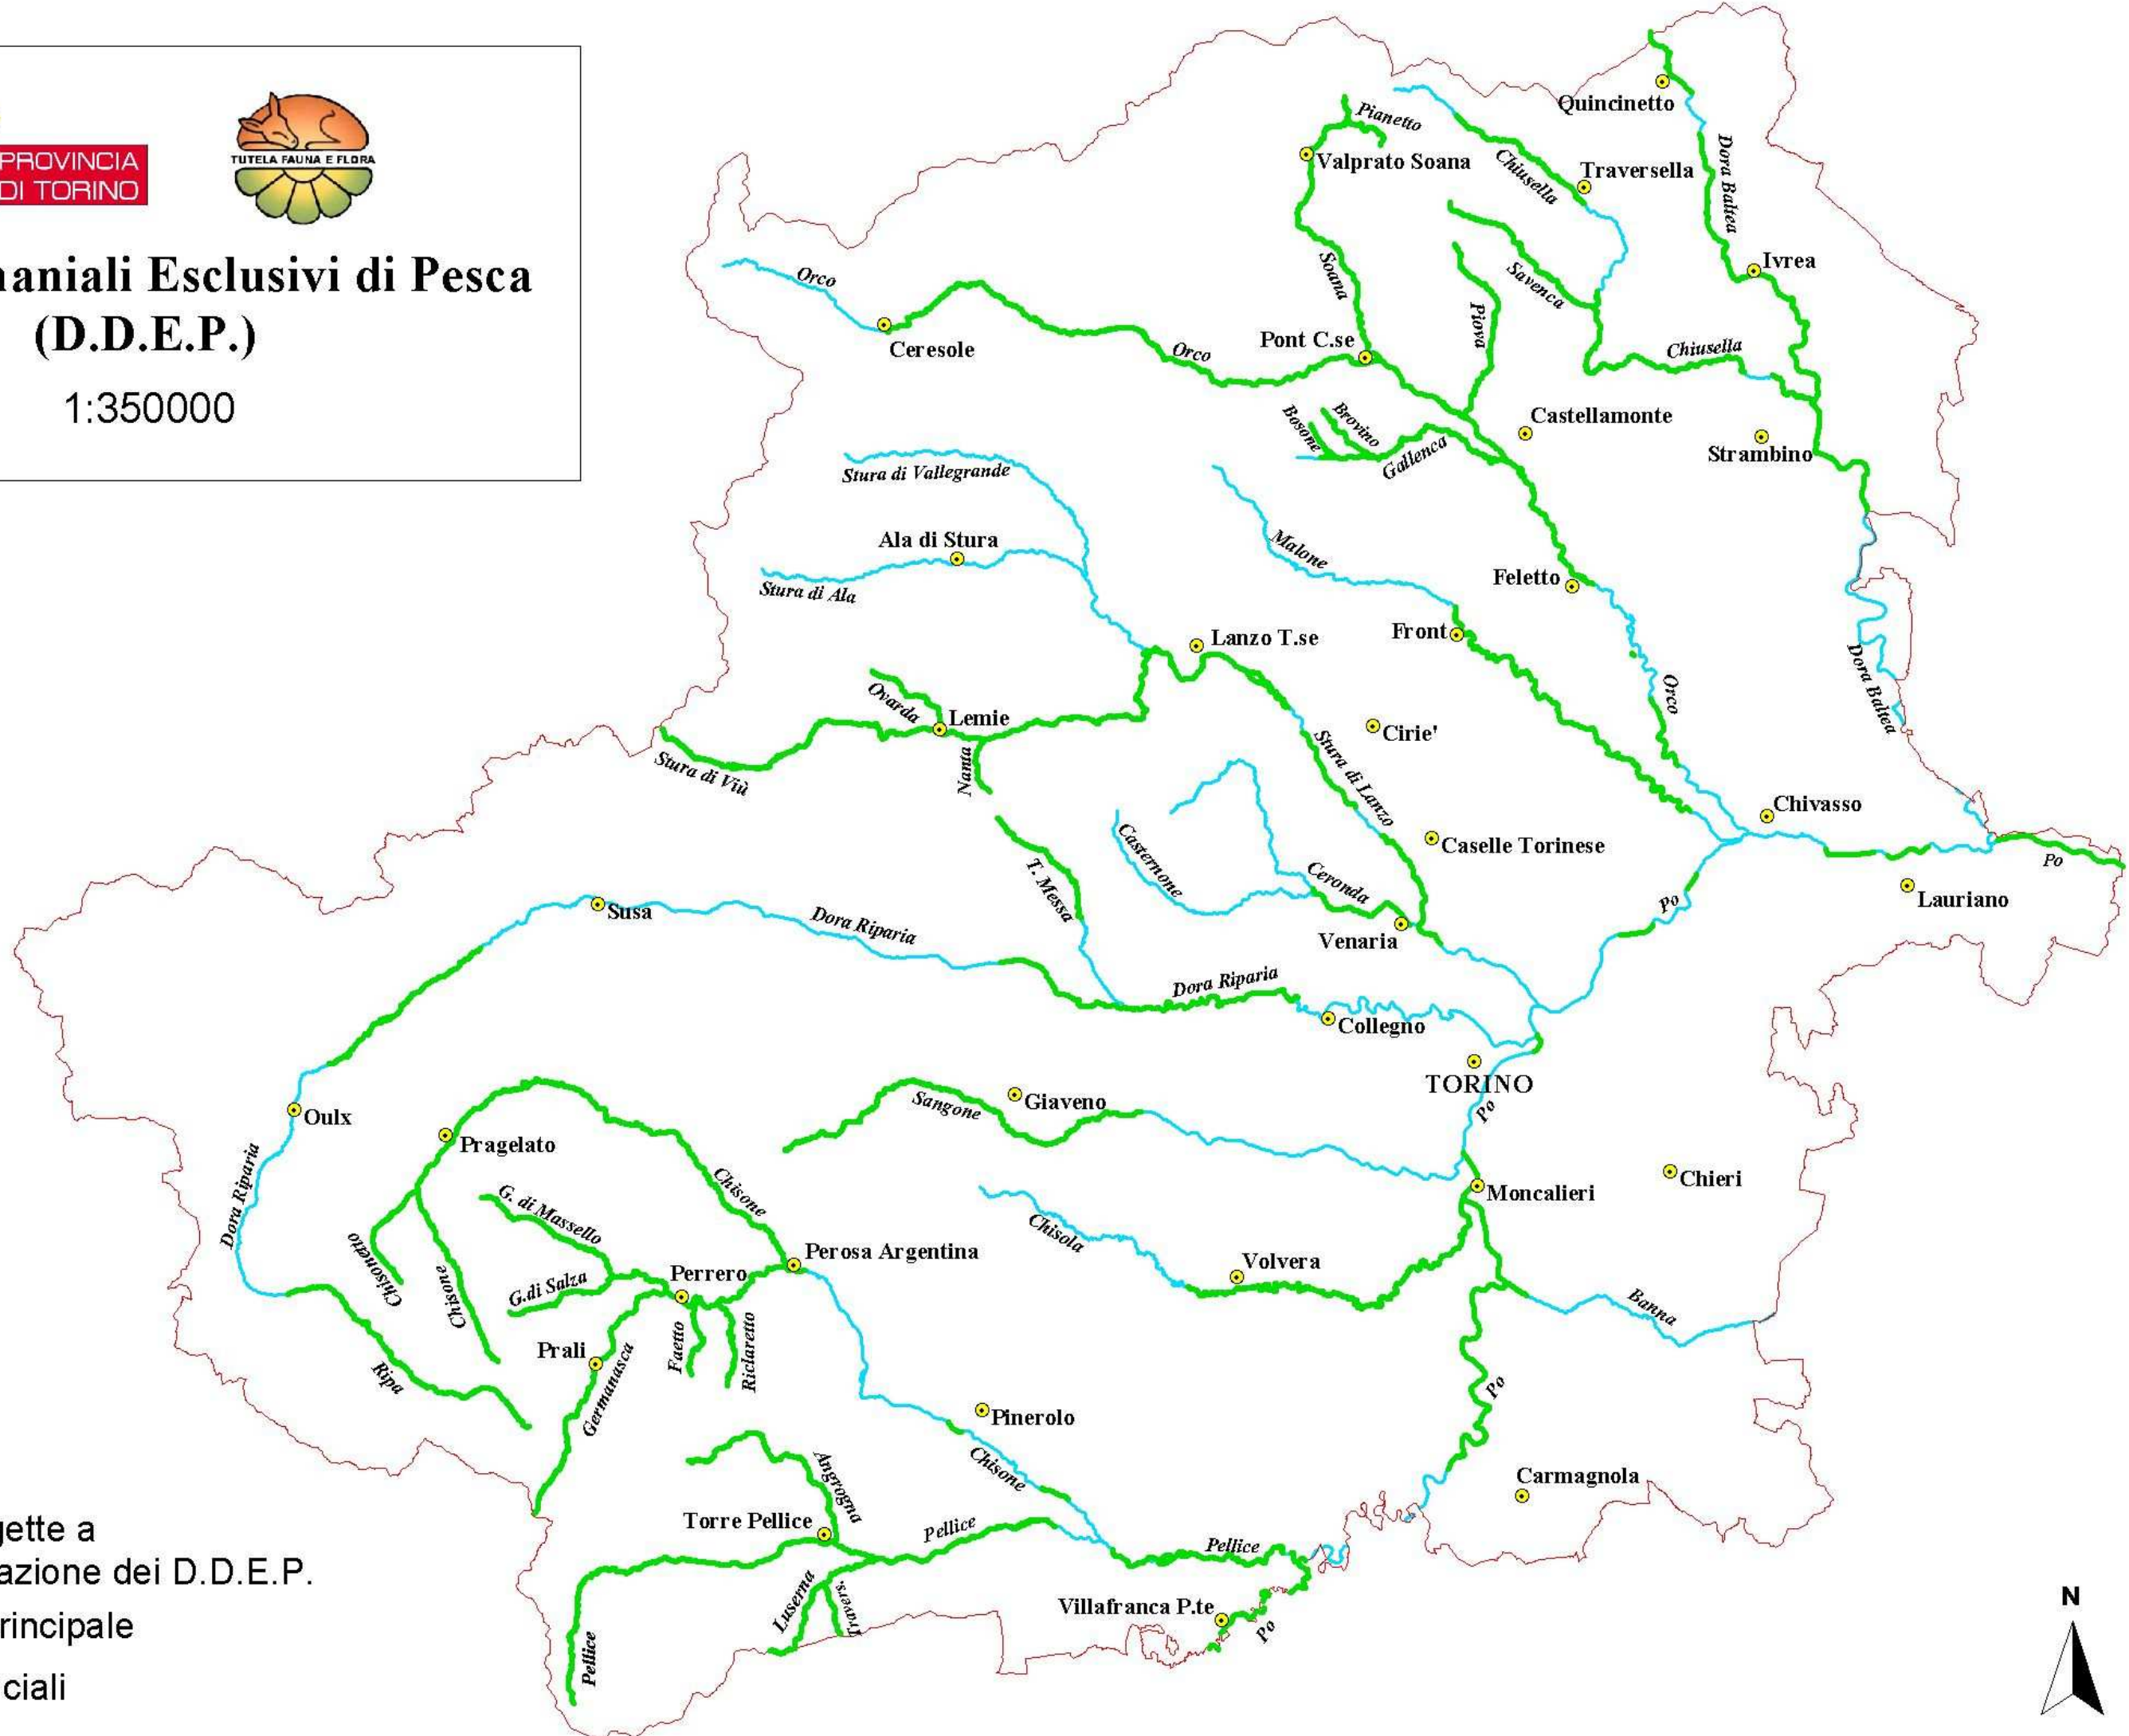 PROVINCIA
DI TORINO
TUTELA FAUNA E FLORA
aniali Esclusivi di Pesca
(D.D.E.P.)
1:350000
Quincinetto
Pianetto
Valprato Soana
Chiusella
Traversella
Dora Baltea
Ivrea
Orco
Soana
Savenca
Piova
Ceresole
Orco
Pont C.se
Chiusella
Castellamonte
Bosone
Brovino
Gallenca
Strambino
Stura di Vallegrande
Ala di Stura
Stura di Ala
Malone
Feletto
Front
Lanzo T.se
Orco
Dora Baltea
Ovarda
Lemie
Nanta
Stura di Viù
Cirie'
Stura di Lanzo
Chivasso
Casternone
Caselle Torinese
T. Messa
Ceronda
Po
Lauriano
Po
Susa
Dora Riparia
Venaria
Dora Riparia
Collegno
TORINO
Oulx
Sangone
Giaveno
Po
Pragelato
Dora Riparia
Chisone
G. di Massello
Moncalieri
Chieri
Chisonetto
Chisone
Chisola
Perosa Argentina
Perrero
G.di Salza
Volvera
Banna
Prali
Faetto
Riclaretto
Germanasca
Ripa
Po
Pinerolo
Angrogna
Chisone
Carmagnola
Torre Pellice
Pellice
Pellice
Luserna
Travers.
Villafranca P.te
Po
Pellice
gette a
azione dei D.D.E.P.
rincipale
ciali
N